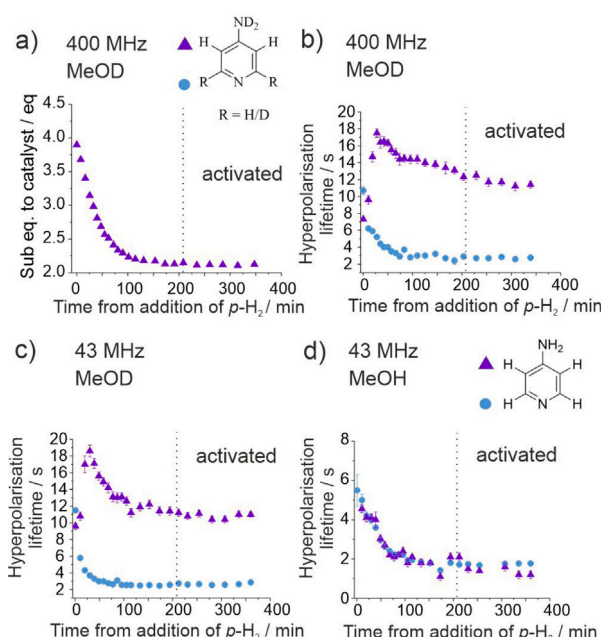 a) 400 MHz
MeOD
ND₂
H H
R N R
R = H/D
activated
Sub eq. to catalyst / eq
4.5
4.0
3.5
3.0
2.5
2.0
0 100 200 300 400
Time from addition of p-H₂ / min
b) 400 MHz
MeOD
activated
Hyperpolarisation
lifetime / s
20
18
16
14
12
10
8
6
4
2
0 100 200 300 400
Time from addition of p-H₂ / min
c) 43 MHz
MeOD
activated
Hyperpolarisation
lifetime / s
20
18
16
14
12
10
8
6
4
2
0 100 200 300 400
Time from addition of p-H₂ / min
d) 43 MHz
MeOH
NH₂
H H
H N H
activated
Hyperpolarisation
lifetime / s
8
6
4
2
0
0 100 200 300 400
Time from addition of p-H₂ / min